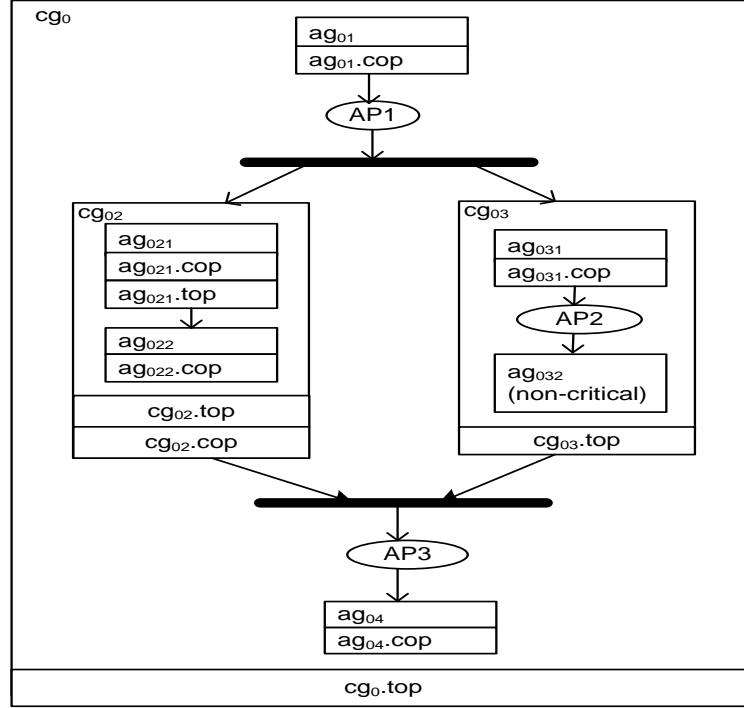 cg₀
ag₀₁
ag₀₁.cop
AP1
cg₀₂
ag₀₂₁
ag₀₂₁.cop
ag₀₂₁.top
ag₀₂₂
ag₀₂₂.cop
cg₀₂.top
cg₀₂.cop
cg₀₃
ag₀₃₁
ag₀₃₁.cop
AP2
ag₀₃₂
(non-critical)
cg₀₃.top
AP3
ag₀₄
ag₀₄.cop
cg₀.top